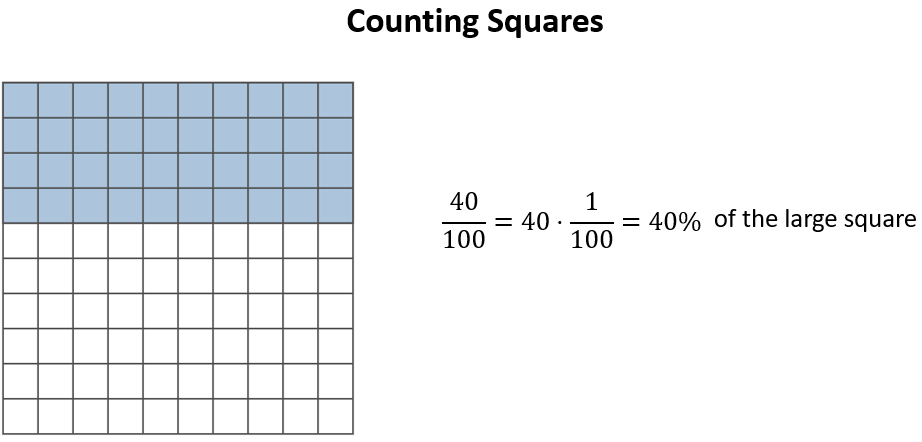 Counting Squares
40/100 = 40 · 1/100 = 40% of the large square